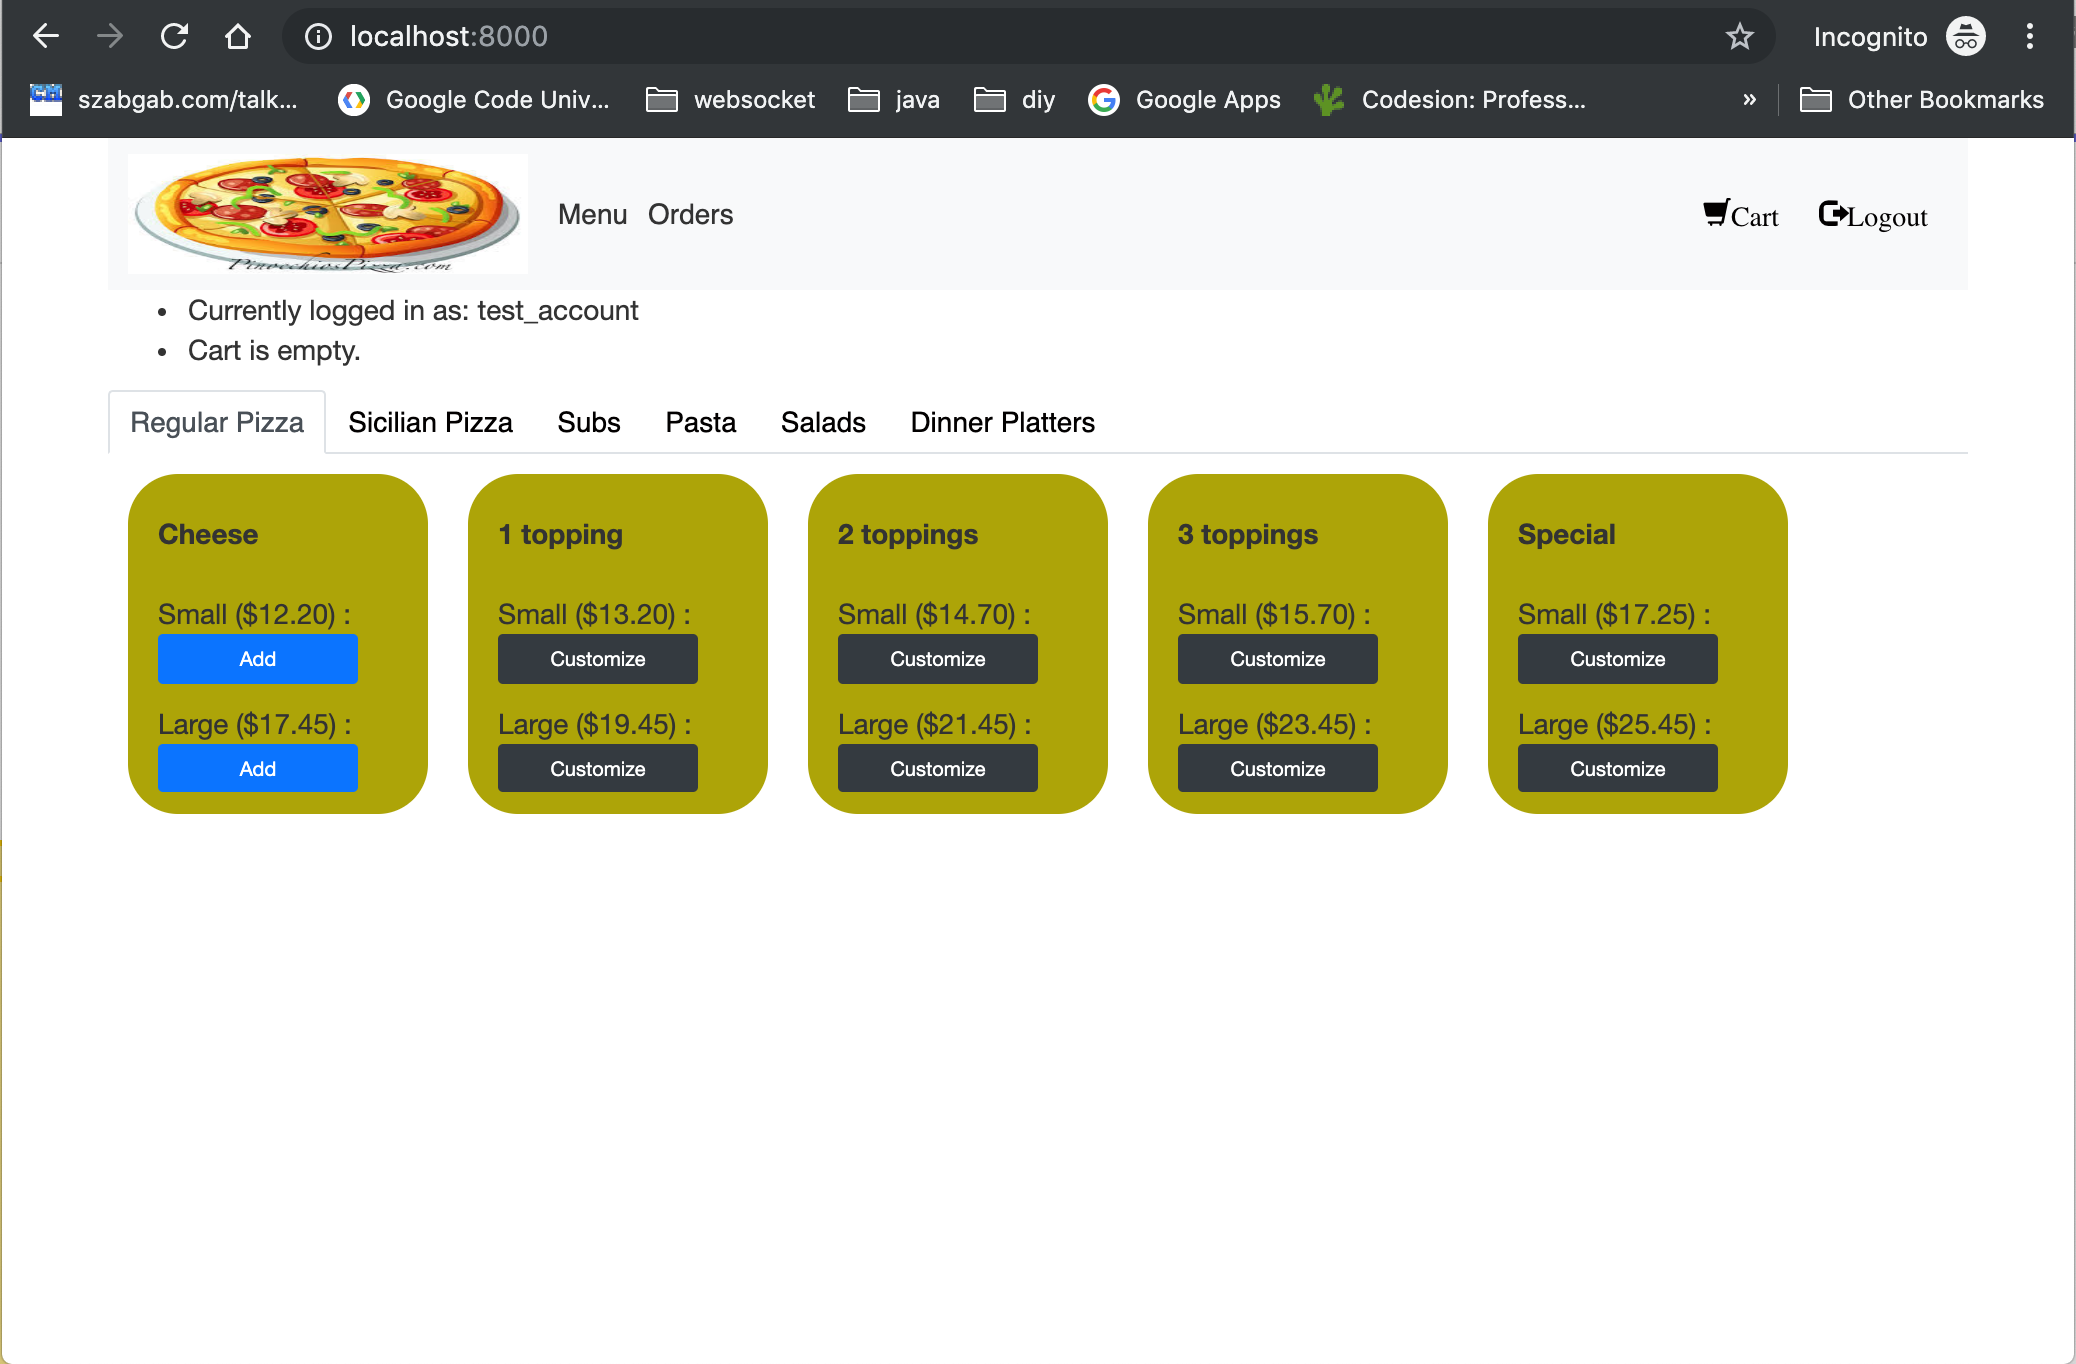 localhost:8000
Incognito
szabgab.com/talk...
Google Code Univ...
websocket
java
diy
Google Apps
Codesion: Profess...
»
Other Bookmarks
PinocchiosPizza.com
Menu Orders
Cart
Logout
• Currently logged in as: test_account
• Cart is empty.
Regular Pizza
Sicilian Pizza
Subs
Pasta
Salads
Dinner Platters
Cheese
Small ($12.20) :
Add
Large ($17.45) :
Add
1 topping
Small ($13.20) :
Customize
Large ($19.45) :
Customize
2 toppings
Small ($14.70) :
Customize
Large ($21.45) :
Customize
3 toppings
Small ($15.70) :
Customize
Large ($23.45) :
Customize
Special
Small ($17.25) :
Customize
Large ($25.45) :
Customize